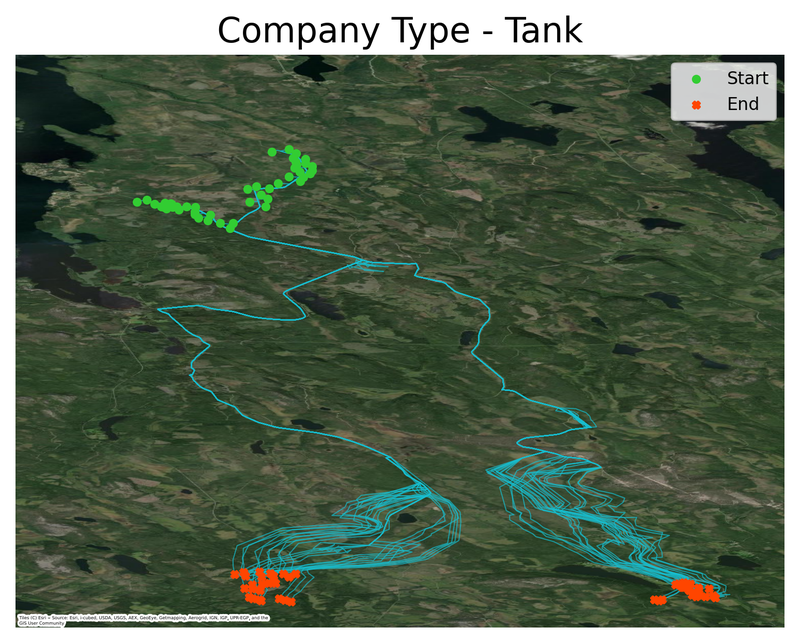 Company Type - Tank
Start
End
Tiles (C) Esri -- Source: Esri, i-cubed, USDA, USGS, AEX, GeoEye, Getmapping, Aerogrid, IGN, IGP, UPR-EGP, and the
GIS User Community